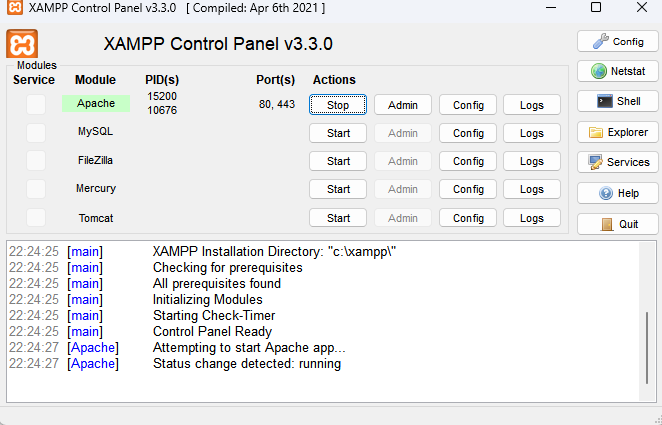 XAMPP Control Panel v3.3.0 [ Compiled: Apr 6th 2021 ]
XAMPP Control Panel v3.3.0
Config
Modules
Service Module PID(s) Port(s) Actions
Netstat
Apache 15200 10676 80, 443 Stop Admin Config Logs
Shell
MySQL Start Admin Config Logs
Explorer
FileZilla Start Admin Config Logs
Services
Mercury Start Admin Config Logs
Help
Tomcat Start Admin Config Logs
Quit
22:24:25 [main] XAMPP Installation Directory: "c:\xampp\"
22:24:25 [main] Checking for prerequisites
22:24:25 [main] All prerequisites found
22:24:25 [main] Initializing Modules
22:24:25 [main] Starting Check-Timer
22:24:25 [main] Control Panel Ready
22:24:27 [Apache] Attempting to start Apache app...
22:24:27 [Apache] Status change detected: running